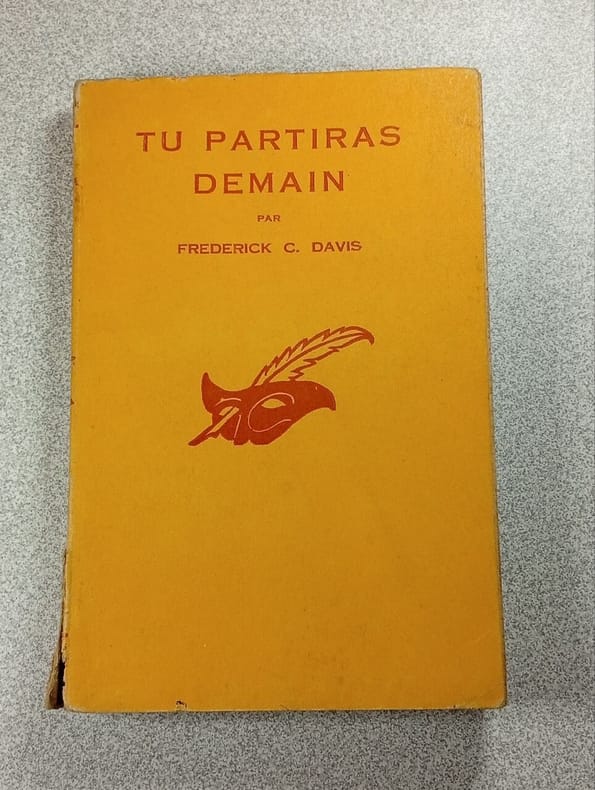 TU PARTIRAS
DEMAIN
PAR
FREDERICK C. DAVIS